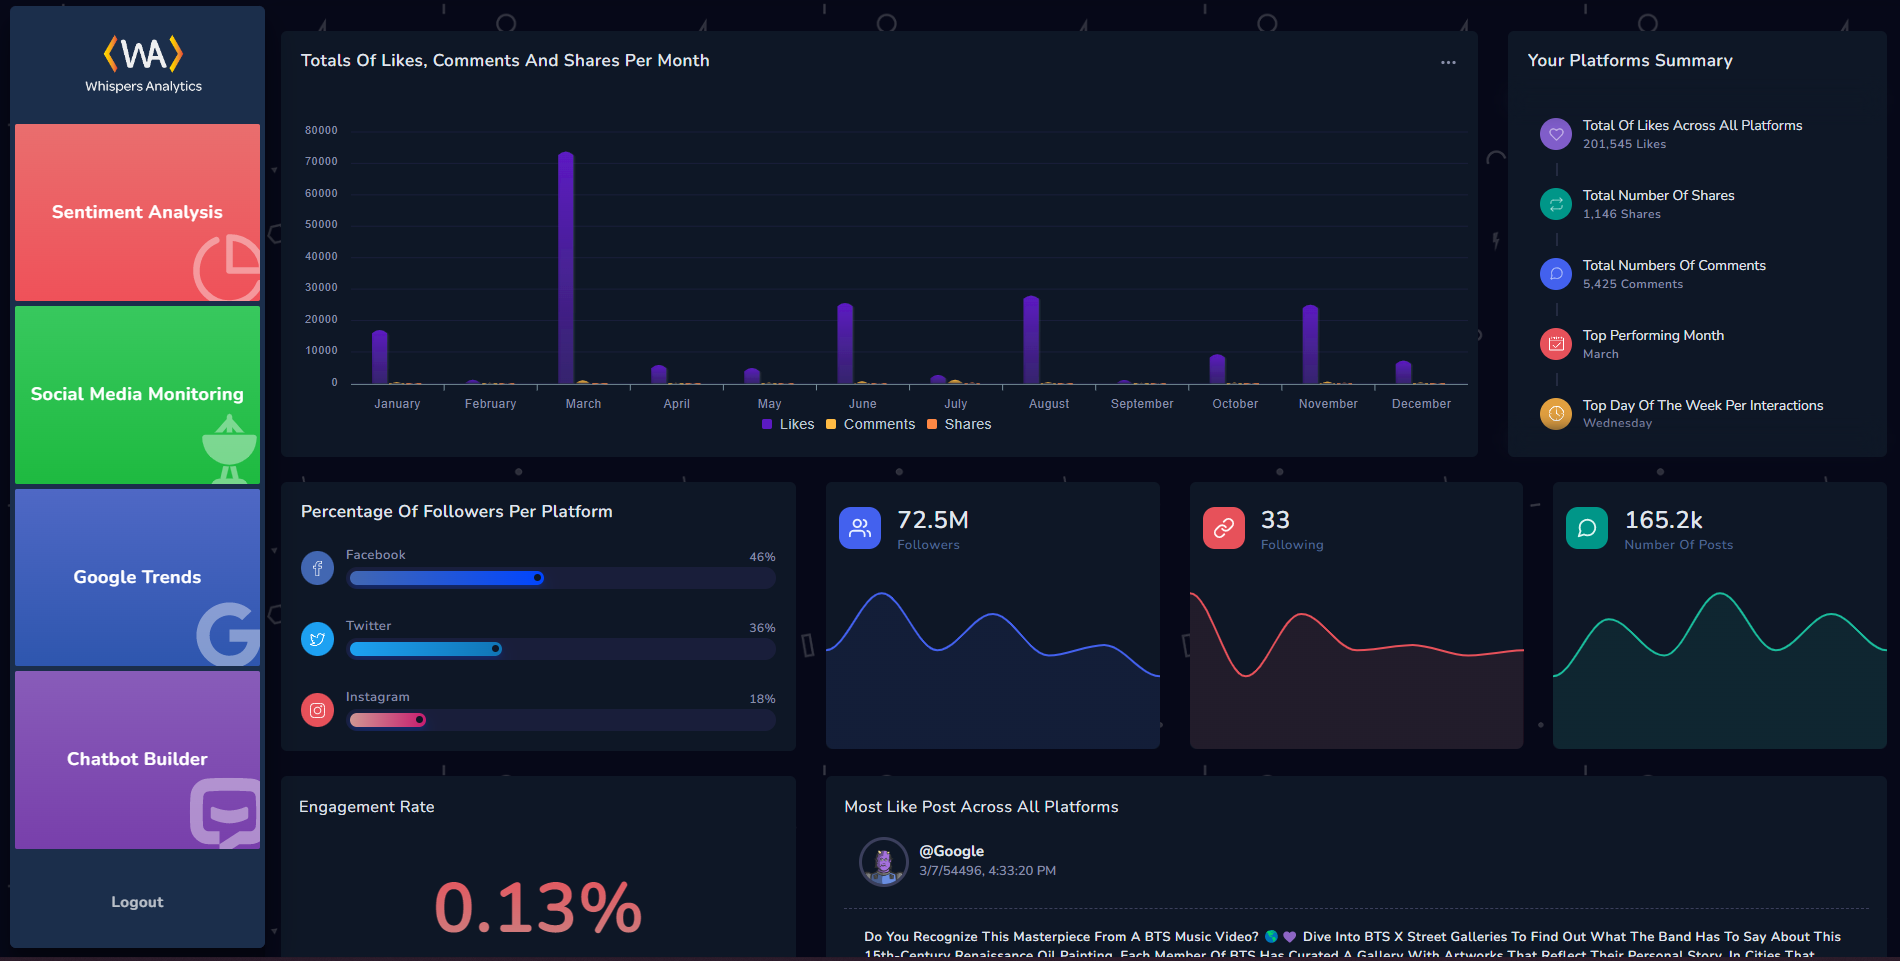 WA
Whispers Analytics
Sentiment Analysis
Social Media Monitoring
Google Trends
Chatbot Builder
Logout
Totals Of Likes, Comments And Shares Per Month
80000
70000
60000
50000
40000
30000
20000
10000
0
January February March April May June July August September October November December
Likes Comments Shares
Your Platforms Summary
Total Of Likes Across All Platforms
201,545 Likes
Total Number Of Shares
1,146 Shares
Total Numbers Of Comments
5,425 Comments
Top Performing Month
March
Top Day Of The Week Per Interactions
Wednesday
Percentage Of Followers Per Platform
Facebook 46%
Twitter 36%
Instagram 18%
72.5M
Followers
33
Following
165.2k
Number Of Posts
Engagement Rate
0.13%
Most Like Post Across All Platforms
@Google
3/7/54496, 4:33:20 PM
Do You Recognize This Masterpiece From A BTS Music Video? 🌎 💜 Dive Into BTS X Street Galleries To Find Out What The Band Has To Say About This
15th-Century Renaissance Oil Painting. Each Member Of BTS Has Curated A Gallery With Artworks That Reflect Their Personal Story, In Cities That